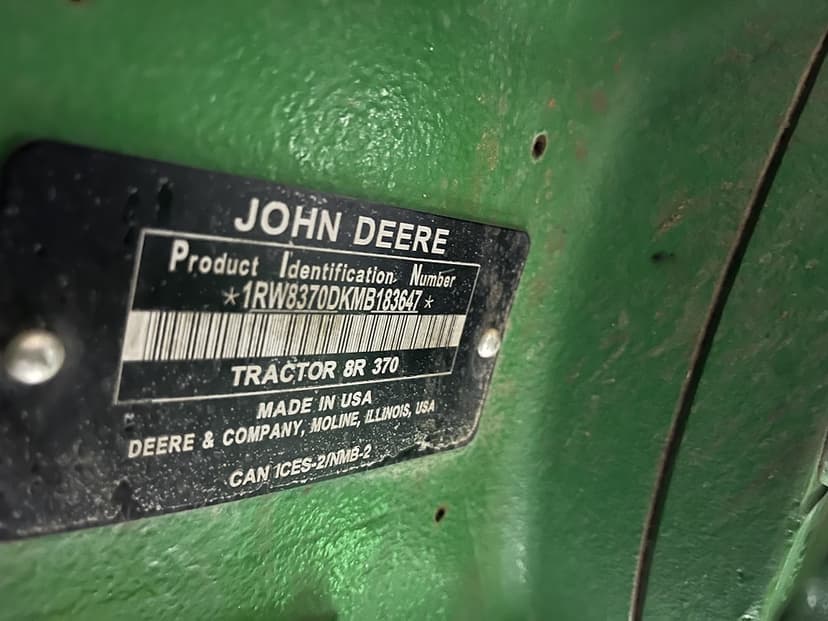 JOHN DEERE
Product Identification Number
*1RW8370DKMB183647*
TRACTOR 8R 370
MADE IN USA
DEERE & COMPANY, MOLINE, ILLINOIS, USA
CAN ICES-2/NMB-2